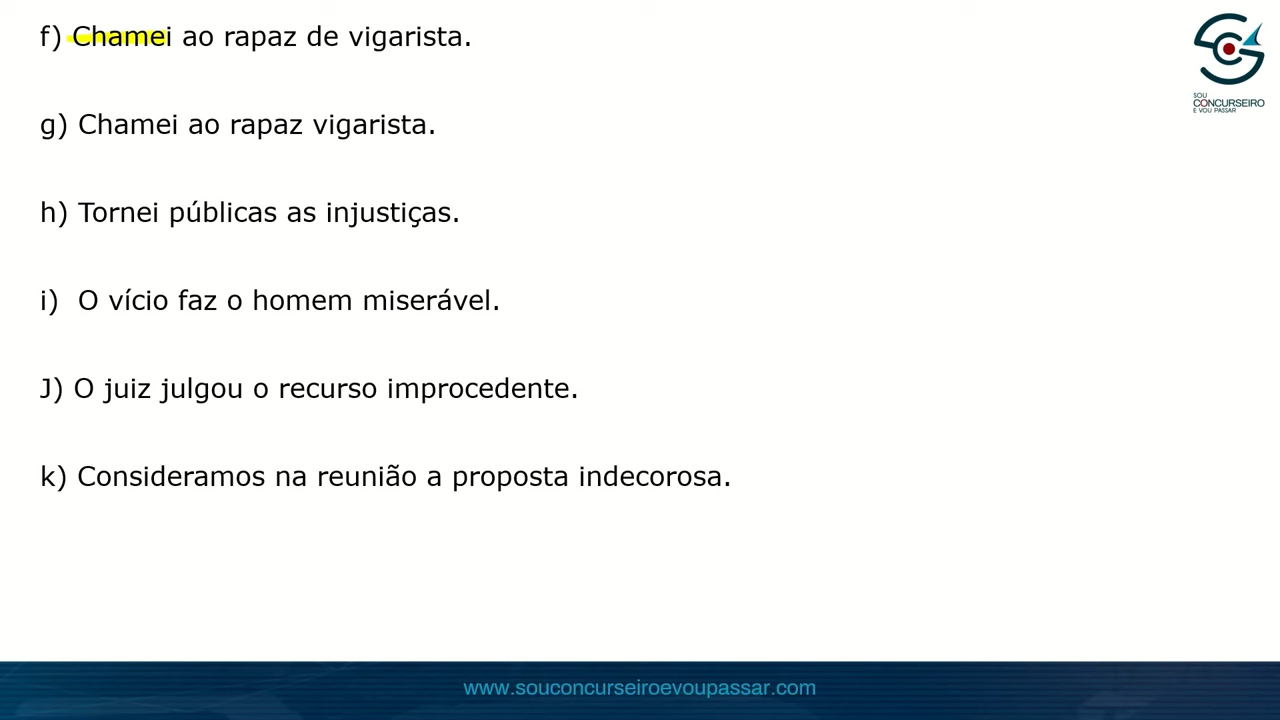 f) Chamei ao rapaz de vigarista.
SOU
CONCURSEIRO
E VOU PASSAR
g) Chamei ao rapaz vigarista.
h) Tornei públicas as injustiças.
i) O vício faz o homem miserável.
J) O juiz julgou o recurso improcedente.
k) Consideramos na reunião a proposta indecorosa.
www.souconcurseiroevoupassar.com